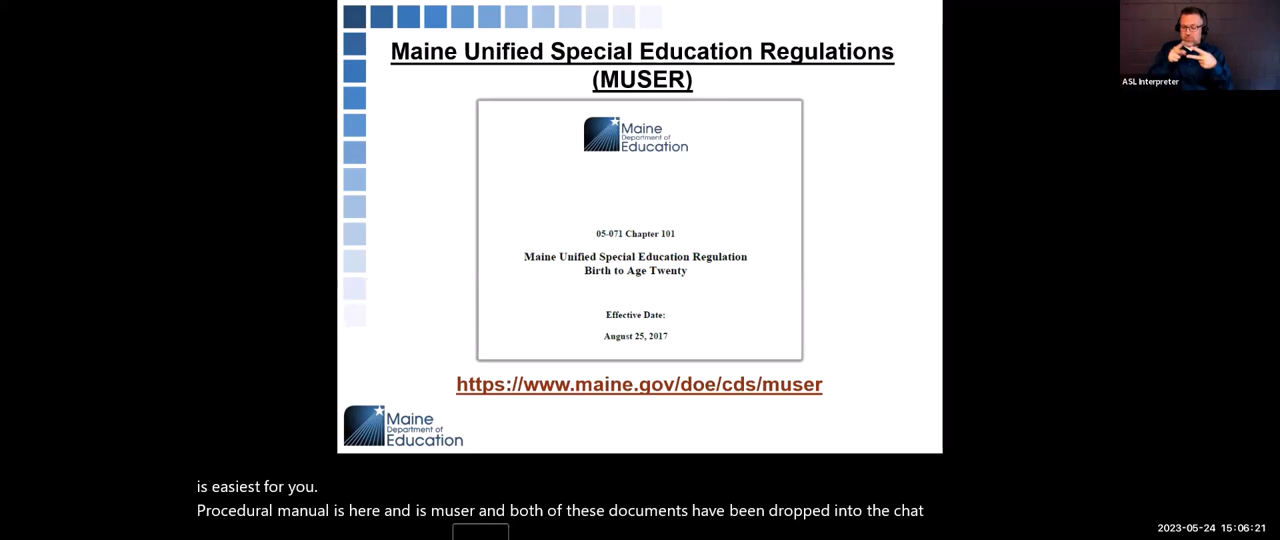 Maine Unified Special Education Regulations
(MUSER)
Maine
Department of
Education
05-071 Chapter 101
Maine Unified Special Education Regulation
Birth to Age Twenty
Effective Date:
August 25, 2017
https://www.maine.gov/doe/cds/muser
Maine
Department of
Education
ASL Interpreter
is easiest for you.
Procedural manual is here and is muser and both of these documents have been dropped into the chat
2023-05-24 15:06:21